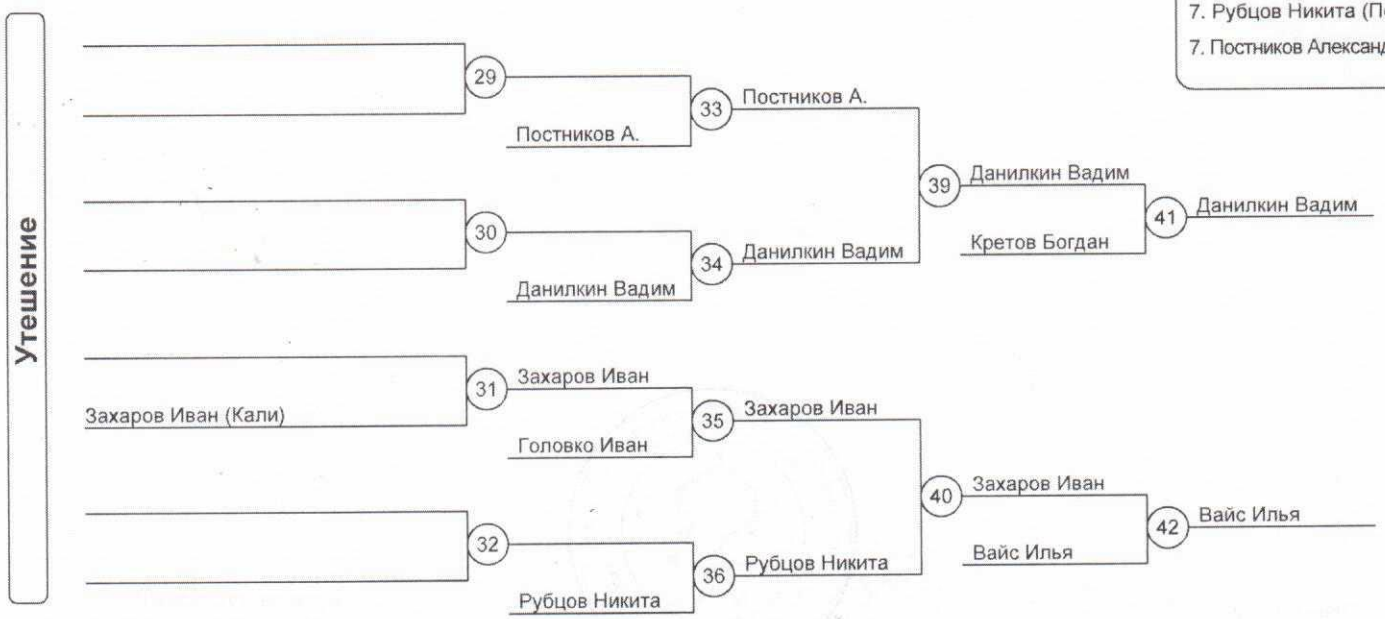 7. Рубцов Никита
7. Постников
Утешение
29
Постников А.
33
Постников А.
30
Данилкин Вадим
34
Данилкин Вадим
39
Данилкин Вадим
Кретов Богдан
41
Данилкин Вадим
Захаров Иван (Кали)
31
Захаров Иван
Головко Иван
35
Захаров Иван
32
Рубцов Никита
36
Рубцов Никита
40
Захаров Иван
Вайс Илья
42
Вайс Илья